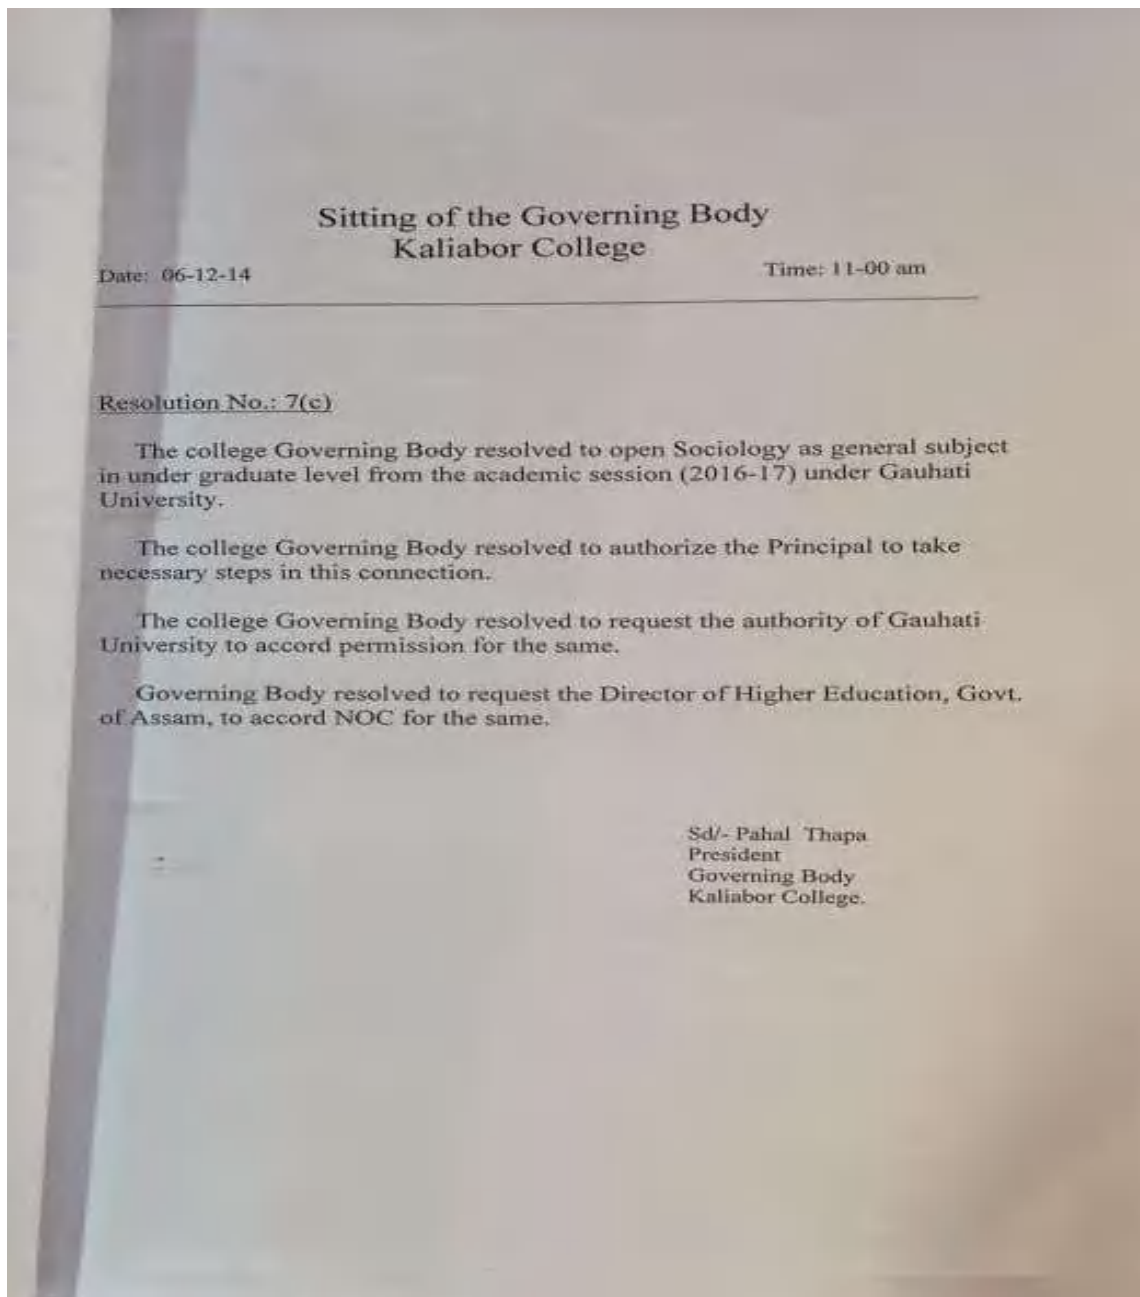 Sitting of the Governing Body
Kaliabor College
Date: 06-12-14 Time: 11-00 am
Resolution No.: 7(c)
The college Governing Body resolved to open Sociology as general subject
in under graduate level from the academic session (2016-17) under Gauhati
University.
The college Governing Body resolved to authorize the Principal to take
necessary steps in this connection.
The college Governing Body resolved to request the authority of Gauhati
University to accord permission for the same.
Governing Body resolved to request the Director of Higher Education, Govt.
of Assam, to accord NOC for the same.
Sd/- Pahal Thapa
President
Governing Body
Kaliabor College.